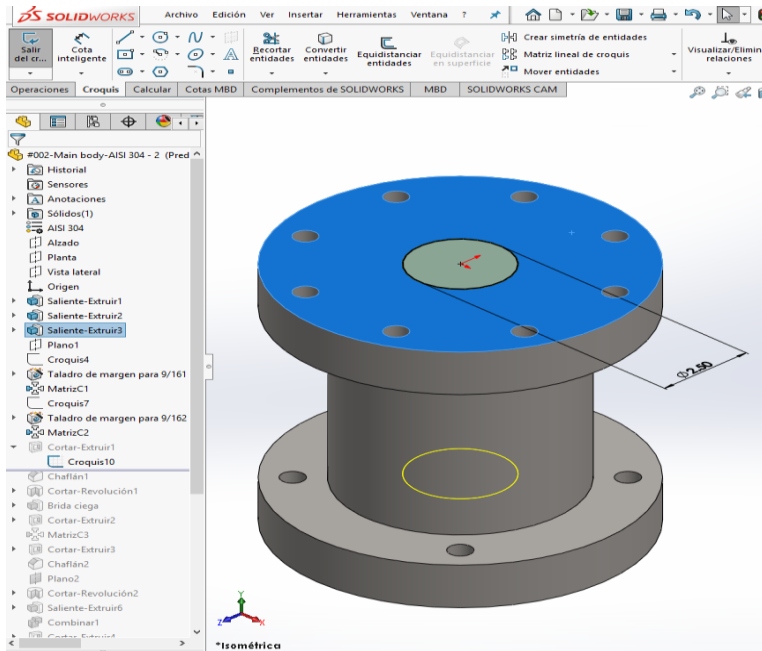 SOLIDWORKS Archivo Edición Ver Insertar Herramientas Ventana ?
Salir del cr...
Cota inteligente
Recortar entidades
Convertir entidades
Equidistanciar entidades
Equidistanciar en superficie
Crear simetría de entidades
Matriz lineal de croquis
Mover entidades
Visualizar/Elimin relaciones
Operaciones Croquis Calcular Cotas MBD Complementos de SOLIDWORKS MBD SOLIDWORKS CAM
#002-Main body-AISI 304 - 2 (Pred
Historial
Sensores
Anotaciones
Sólidos(1)
AISI 304
Alzado
Planta
Vista lateral
Origen
Saliente-Extruir1
Saliente-Extruir2
Saliente-Extruir3
Plano1
Croquis4
Taladro de margen para 9/161
MatrizC1
Croquis7
Taladro de margen para 9/162
MatrizC2
Cortar-Extruir1
Croquis10
Chaflán1
Cortar-Revolución1
Brida ciega
Cortar-Extruir2
MatrizC3
Cortar-Extruir3
Chaflán2
Plano2
Cortar-Revolución2
Saliente-Extruir6
Combinar1
Cortar-Extruir4
Ø2.50
Y
Z
X
*Isométrica